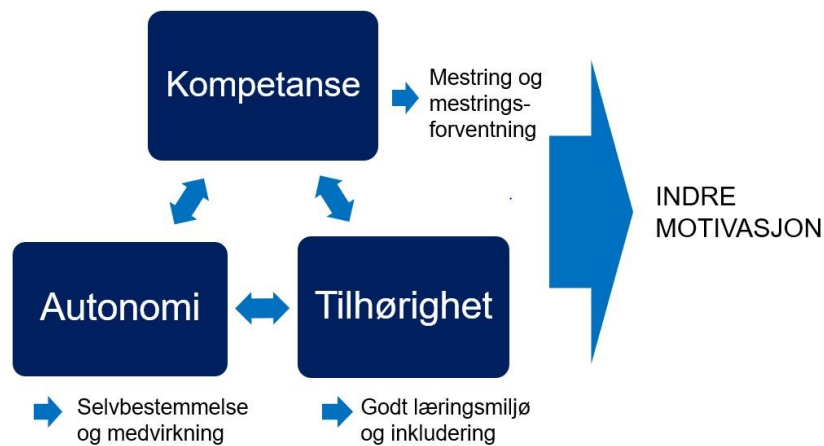 Kompetanse
Mestring og
mestrings-
forventning
INDRE
MOTIVASJON
Autonomi
Tilhørighet
Selvbestemmelse
og medvirkning
Godt læringsmiljø
og inkludering